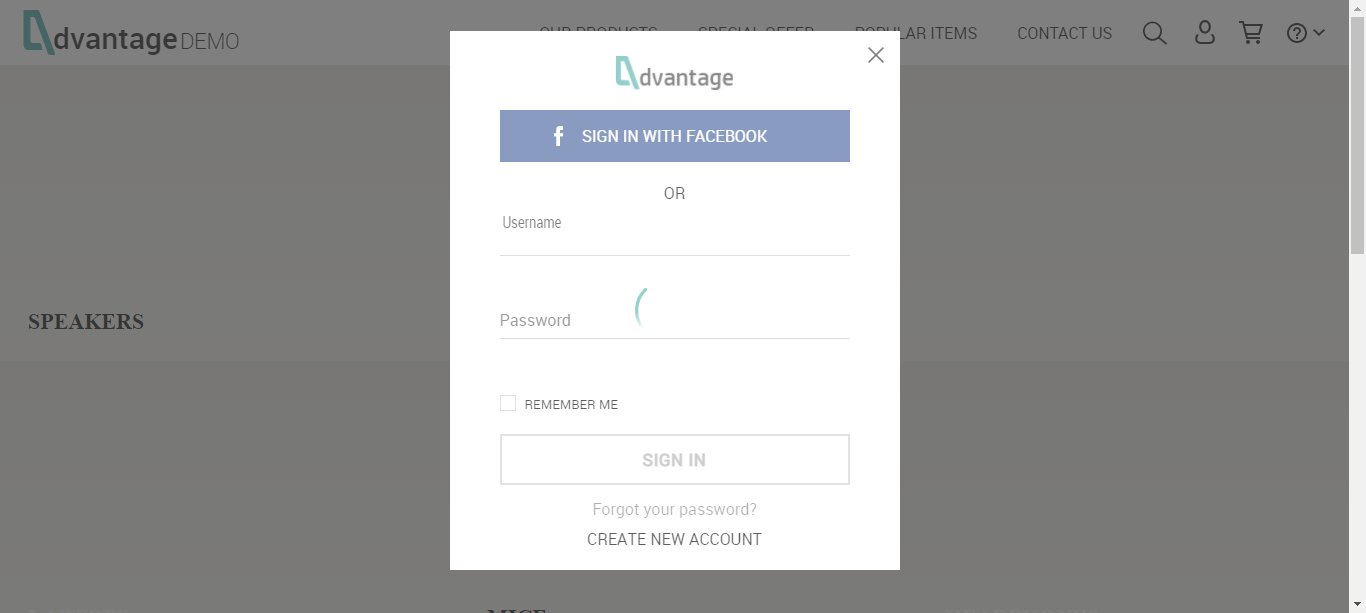 dvantage DEMO
OUR PRODUCTS SPECIAL OFFER POPULAR ITEMS CONTACT US
dvantage
f SIGN IN WITH FACEBOOK
OR
Username
SPEAKERS
Password
REMEMBER ME
SIGN IN
Forgot your password?
CREATE NEW ACCOUNT
MICE